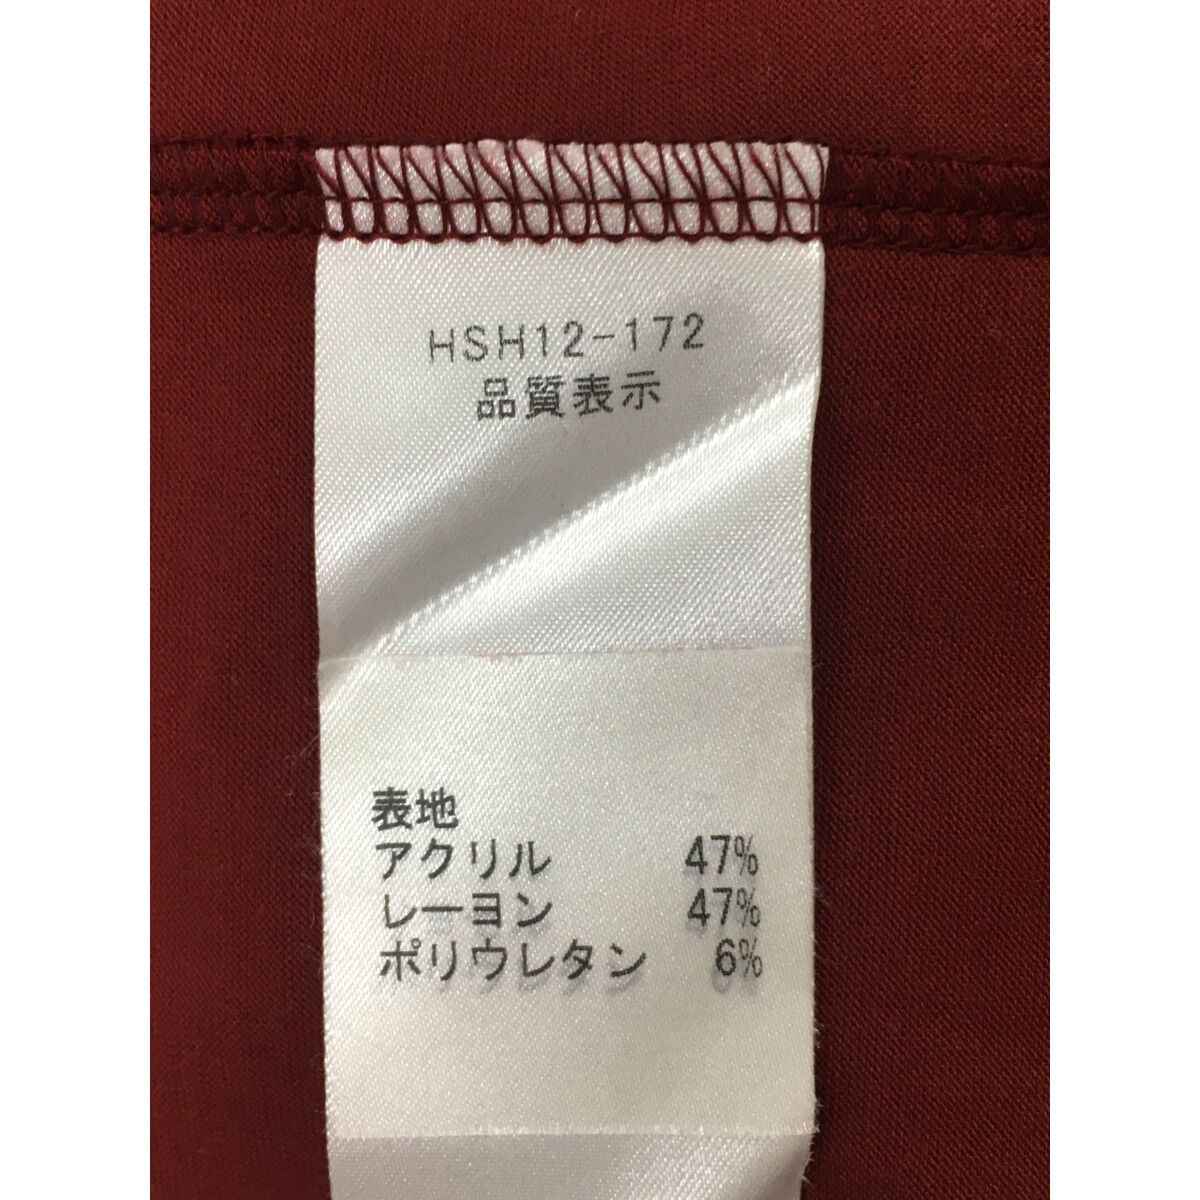 HSH12-172
品質表示
表地
アクリル 47%
レーヨン 47%
ポリウレタン 6%